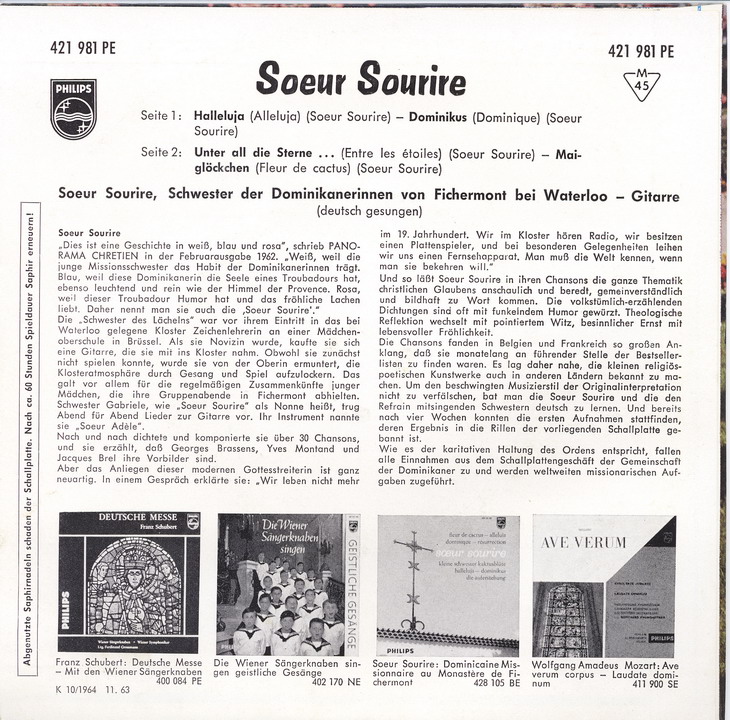 421 981 PE
421 981 PE
PHILIPS
M
45
Soeur Sourire
Seite 1: Halleluja (Alleluja) (Soeur Sourire) – Dominikus (Dominique) (Soeur
Sourire)
Seite 2: Unter all die Sterne ... (Entre les étoiles) (Soeur Sourire) – Mai-
glöckchen (Fleur de cactus) (Soeur Sourire)
Soeur Sourire, Schwester der Dominikanerinnen von Fichermont bei Waterloo – Gitarre
(deutsch gesungen)
Abgenutzte Saphirnadeln schaden der Schallplatte. Nach ca. 60 Stunden Spieldauer Saphir erneuern!
Soeur Sourire
„Dies ist eine Geschichte in weiß, blau und rosa“, schrieb PANO-
RAMA CHRETIEN in der Februarausgabe 1962. „Weiß, weil die
junge Missionsschwester das Habit der Dominikanerinnen trägt.
Blau, weil diese Dominikanerin die Seele eines Troubadours hat,
ebenso leuchtend und rein wie der Himmel der Provence. Rosa,
weil dieser Troubadour Humor hat und das fröhliche Lachen
liebt. Daher nennt man sie auch die ‚Soeur Sourire‘.“
Die „Schwester des Lächelns“ war vor ihrem Eintritt in das bei
Waterloo gelegene Kloster Zeichenlehrerin an einer Mädchen-
oberschule in Brüssel. Als sie Novizin wurde, kaufte sie sich
eine Gitarre, die sie mit ins Kloster nahm. Obwohl sie zunächst
nicht spielen konnte, wurde sie von der Oberin ermuntert, die
Klosteratmosphäre durch Gesang und Spiel aufzulockern. Das
galt vor allem für die regelmäßigen Zusammenkünfte junger
Mädchen, die ihre Gruppenabende in Fichermont abhielten.
Schwester Gabriele, wie „Soeur Sourire“ als Nonne heißt, trug
Abend für Abend Lieder zur Gitarre vor. Ihr Instrument nannte
sie „Soeur Adèle“.
Nach und nach dichtete und komponierte sie über 30 Chansons,
und sie erzählt, daß Georges Brassens, Yves Montand und
Jacques Brel ihre Vorbilder sind.
Aber das Anliegen dieser modernen Gottesstreiterin ist ganz
neuartig. In einem Gespräch erklärte sie: „Wir leben nicht mehr
im 19. Jahrhundert. Wir im Kloster hören Radio, wir besitzen
einen Plattenspieler, und bei besonderen Gelegenheiten leihen
wir uns einen Fernsehapparat. Man muß die Welt kennen, wenn
man sie bekehren will.“
Und so läßt Soeur Sourire in ihren Chansons die ganze Thematik
christlichen Glaubens anschaulich und beredt, gemeinverständlich
und bildhaft zu Wort kommen. Die volkstümlich-erzählenden
Dichtungen sind oft mit funkelndem Humor gewürzt. Theologische
Reflektion wechselt mit pointiertem Witz, besinnlicher Ernst mit
lebensvoller Fröhlichkeit.
Die Chansons fanden in Belgien und Frankreich so großen An-
klang, daß sie monatelang an führender Stelle der Bestseller-
listen zu finden waren. Es lag daher nahe, die kleinen religiös-
poetischen Kunstwerke auch in anderen Ländern bekannt zu ma-
chen. Um den beschwingten Musizierstil der Originalinterpretation
nicht zu verfälschen, bat man die Soeur Sourire und die den
Refrain mitsingenden Schwestern deutsch zu lernen. Und bereits
nach vier Wochen konnten die ersten Aufnahmen stattfinden,
deren Ergebnis in die Rillen der vorliegenden Schallplatte ge-
bannt ist.
Wie es der karitativen Haltung des Ordens entspricht, fallen
alle Einnahmen aus dem Schallplattengeschäft der Gemeinschaft
der Dominikaner zu und werden weltweiten missionarischen Auf-
gaben zugeführt.
DEUTSCHE MESSE
Franz Schubert
PHILIPS
Wiener Sängerknaben · Wiener Symphoniker
Ltg. Ferdinand Grossmann
Die Wiener
Sängerknaben
singen
GEISTLICHE GESÄNGE
fleur de cactus – alleluia
dominique – résurrection
sœur sourire
kleine schwester kaktusblüte
halleluja – dominikus
die auferstehung
PHILIPS
AVE VERUM
PHILIPS
Franz Schubert: Deutsche Messe
– Mit den Wiener Sängerknaben
400 084 PE
Die Wiener Sängerknaben sin-
gen geistliche Gesänge
402 170 NE
Soeur Sourire: Dominicaine Mis-
sionnaire au Monastère de Fi-
chermont 428 105 BE
Wolfgang Amadeus Mozart: Ave
verum corpus – Laudate domi-
num 411 900 SE
K 10/1964 11. 63